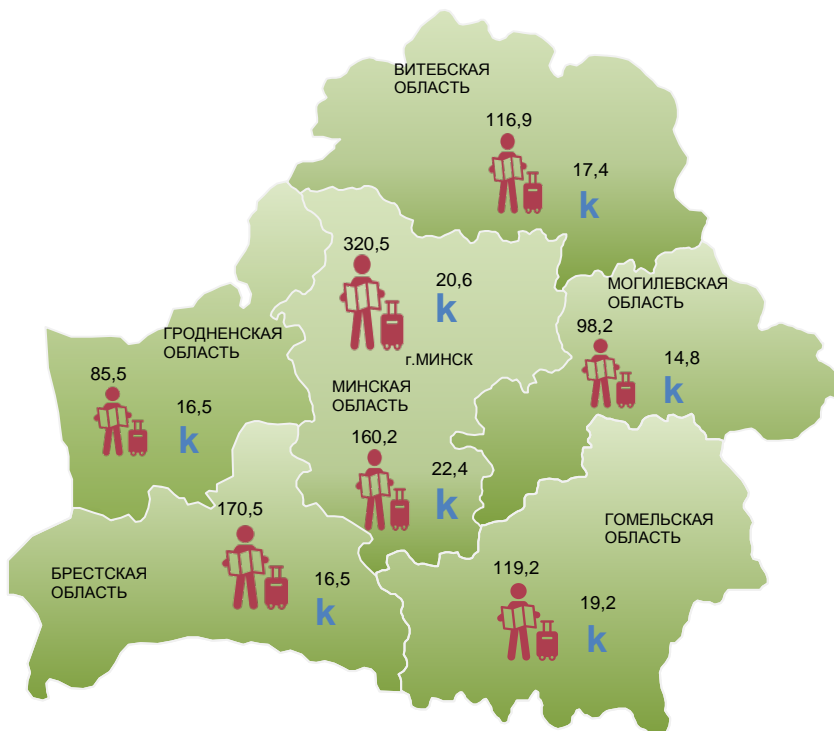 ВИТЕБСКАЯ
ОБЛАСТЬ
116,9
17,4
k
320,5
20,6
k
г.МИНСК
МОГИЛЕВСКАЯ
ОБЛАСТЬ
98,2
14,8
k
ГРОДНЕНСКАЯ
ОБЛАСТЬ
85,5
16,5
k
МИНСКАЯ
ОБЛАСТЬ
160,2
22,4
k
170,5
БРЕСТСКАЯ
ОБЛАСТЬ
16,5
k
ГОМЕЛЬСКАЯ
ОБЛАСТЬ
119,2
19,2
k